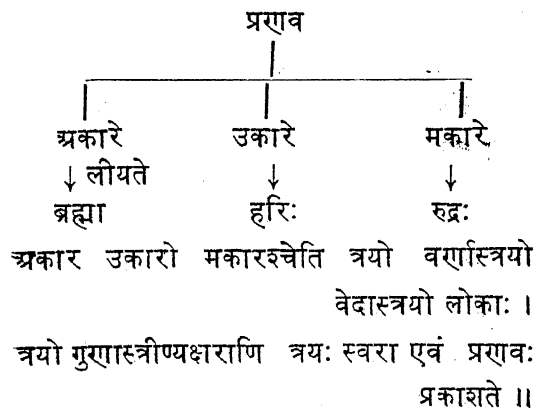 प्रणव
अकारे उकारे मकारे
↓ लीयते ↓ ↓
ब्रह्मा हरिः रुद्रः
अकार उकारो मकारश्चेति त्रयो वर्णास्त्रयो
वेदास्त्रयो लोकाः ।
त्रयो गुणास्त्रीण्यक्षराणि त्रयः स्वरा एवं प्रणवः
प्रकाशते ॥